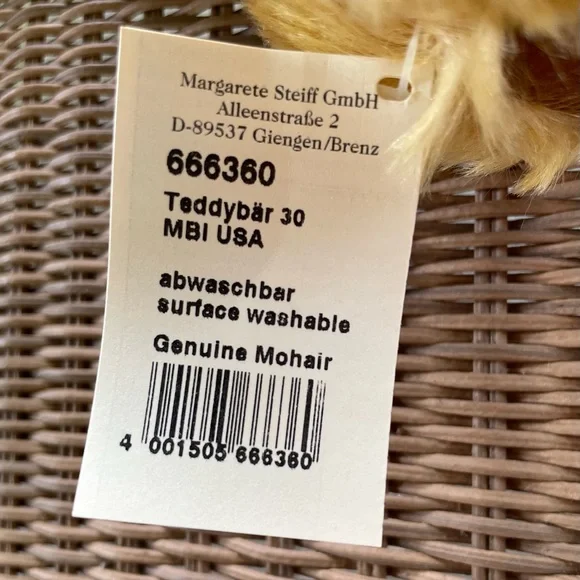 Margarete Steiff GmbH
Alleenstraße 2
D-89537 Giengen/Brenz
666360
Teddybär 30
MBI USA
abwaschbar
surface washable
Genuine Mohair
4 001505 666360